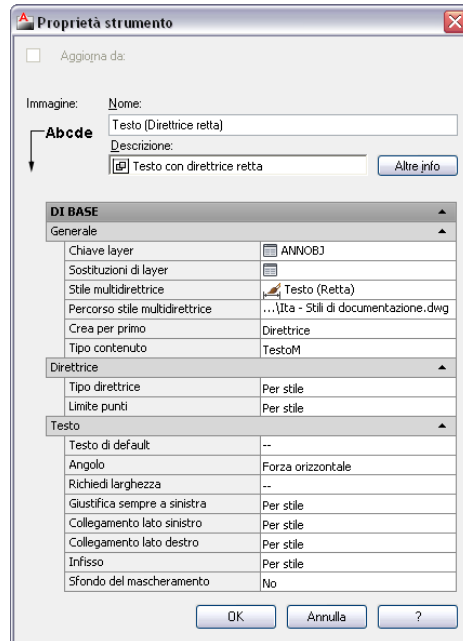 Proprietà strumento
Aggiorna da:
Immagine:
Nome:
Abcde
Testo (Direttrice retta)
Descrizione:
Testo con direttrice retta
Altre info
DI BASE
Generale
Chiave layer ANNOBJ
Sostituzioni di layer
Stile multidirettrice Testo (Retta)
Percorso stile multidirettrice ...\Ita - Stili di documentazione.dwg
Crea per primo Direttrice
Tipo contenuto TestoM
Direttrice
Tipo direttrice Per stile
Limite punti Per stile
Testo
Testo di default --
Angolo Forza orizzontale
Richiedi larghezza --
Giustifica sempre a sinistra Per stile
Collegamento lato sinistro Per stile
Collegamento lato destro Per stile
Infisso Per stile
Sfondo del mascheramento No
OK Annulla ?